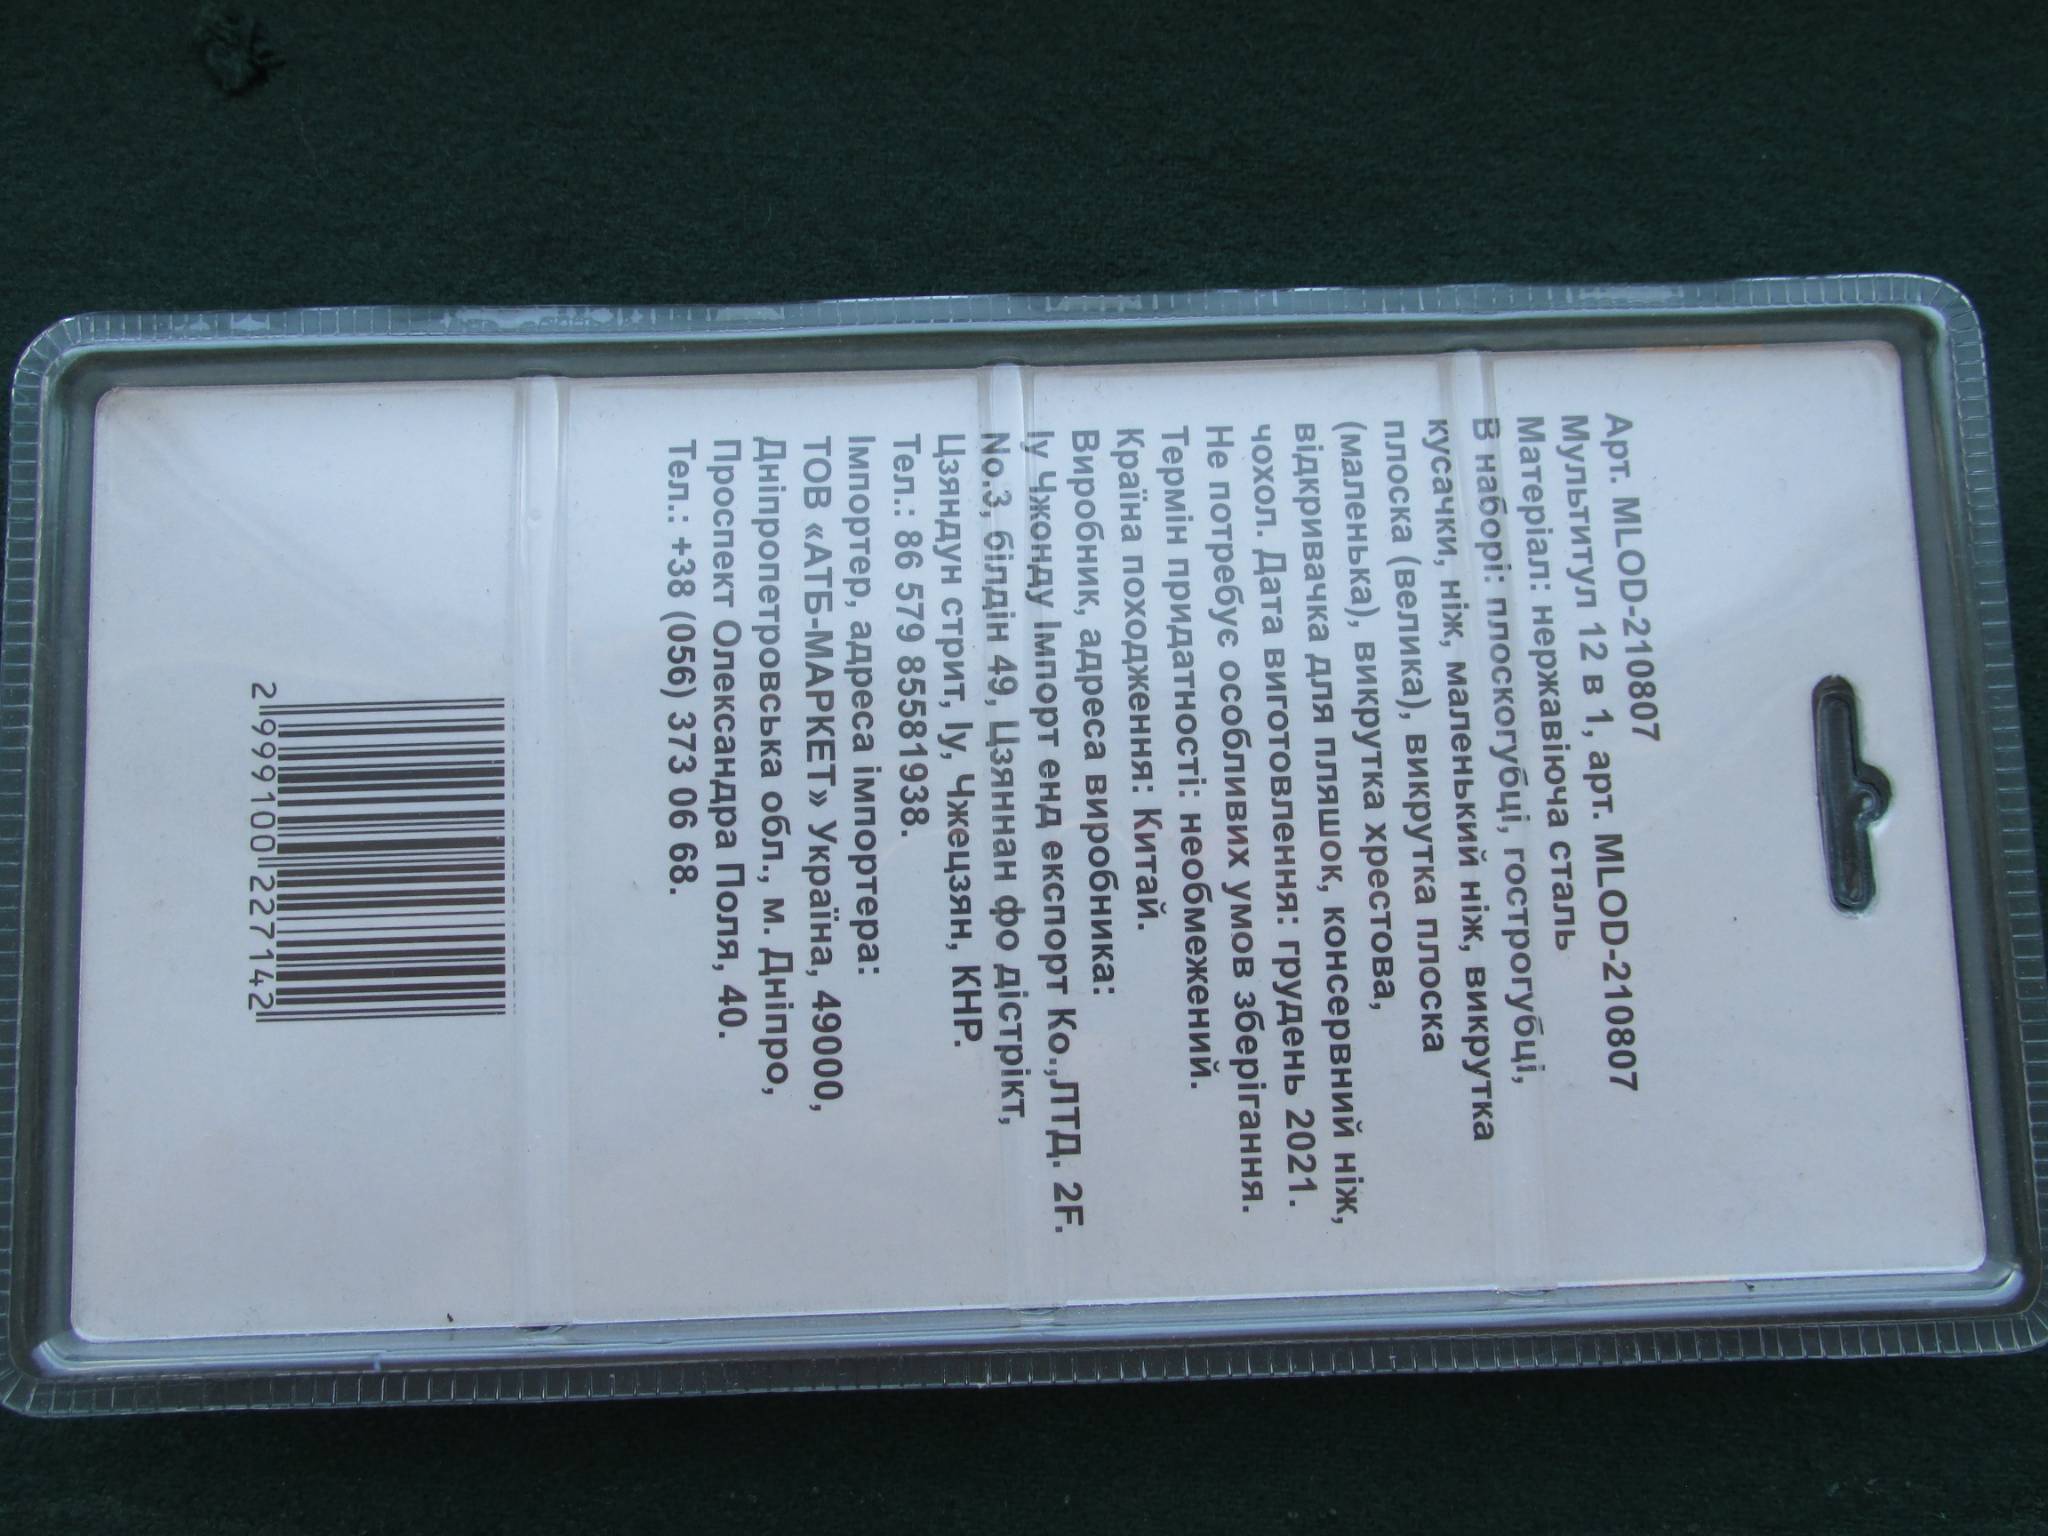 Арт. MLOD-210807
Мультитул 12 в 1, арт. MLOD-210807
Матеріал: нержавіюча сталь
В наборі: плоскогубці, гострогубці,
кусачки, ніж, маленький ніж, викрутка
плоска (велика), викрутка плоска
(маленька), викрутка хрестова,
відкривачка для пляшок, консервний ніж,
чохол. Дата виготовлення: грудень 2021.
Не потребує особливих умов зберігання.
Термін придатності: необмежений.
Країна походження: Китай.
Виробник, адреса виробника:
Іу Чжонду Імпорт енд експорт Ко.,ЛТД. 2F.
No.3, білдін 49, Цзяннан фо дістрікт,
Цзяндун стрит, Іу, Чжецзян, КНР.
Тел.: 86 579 85581938.
Імпортер, адреса імпортера:
ТОВ «АТБ-МАРКЕТ» Україна, 49000,
Дніпропетровська обл., м. Дніпро,
Проспект Олександра Поля, 40.
Тел.: +38 (056) 373 06 68.
2 999100 227142